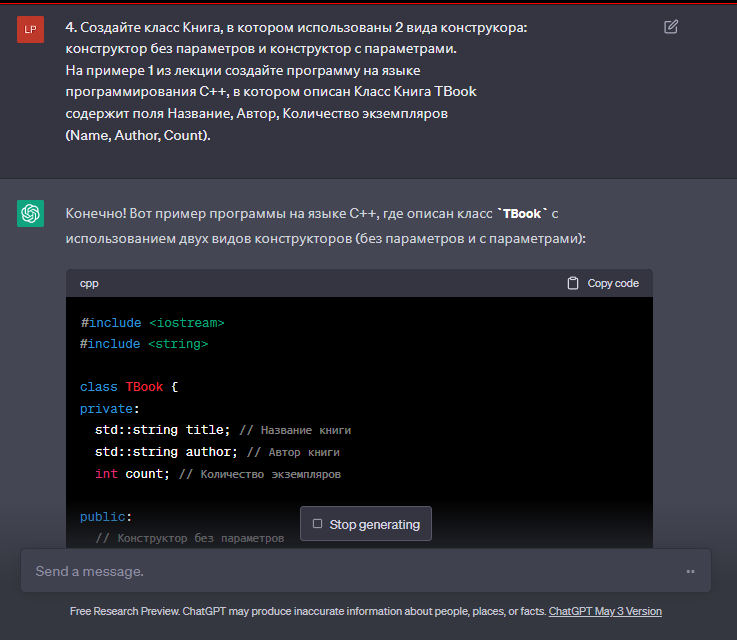 LP
4. Создайте класс Книга, в котором использованы 2 вида конструкора:
конструктор без параметров и конструктор с параметрами.
На примере 1 из лекции создайте программу на языке
программирования C++, в котором описан Класс Книга TBook
содержит поля Название, Автор, Количество экземпляров
(Name, Author, Count).
Конечно! Вот пример программы на языке C++, где описан класс `TBook` с
использованием двух видов конструкторов (без параметров и с параметрами):
cpp
Copy code
#include <iostream>
#include <string>
class TBook {
private:
std::string title; // Название книги
std::string author; // Автор книги
int count; // Количество экземпляров
public:
Stop generating
// Конструктор без параметров
Send a message.
Free Research Preview. ChatGPT may produce inaccurate information about people, places, or facts. ChatGPT May 3 Version